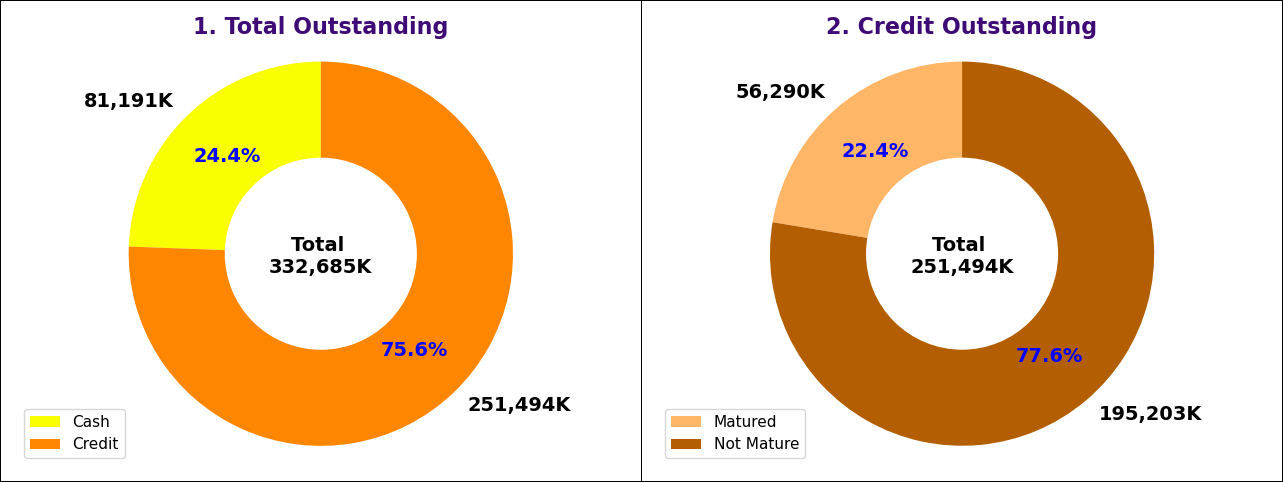 1. Total Outstanding
81,191K
24.4%
Total
332,685K
75.6%
251,494K
Cash
Credit
2. Credit Outstanding
56,290K
22.4%
Total
251,494K
77.6%
195,203K
Matured
Not Mature